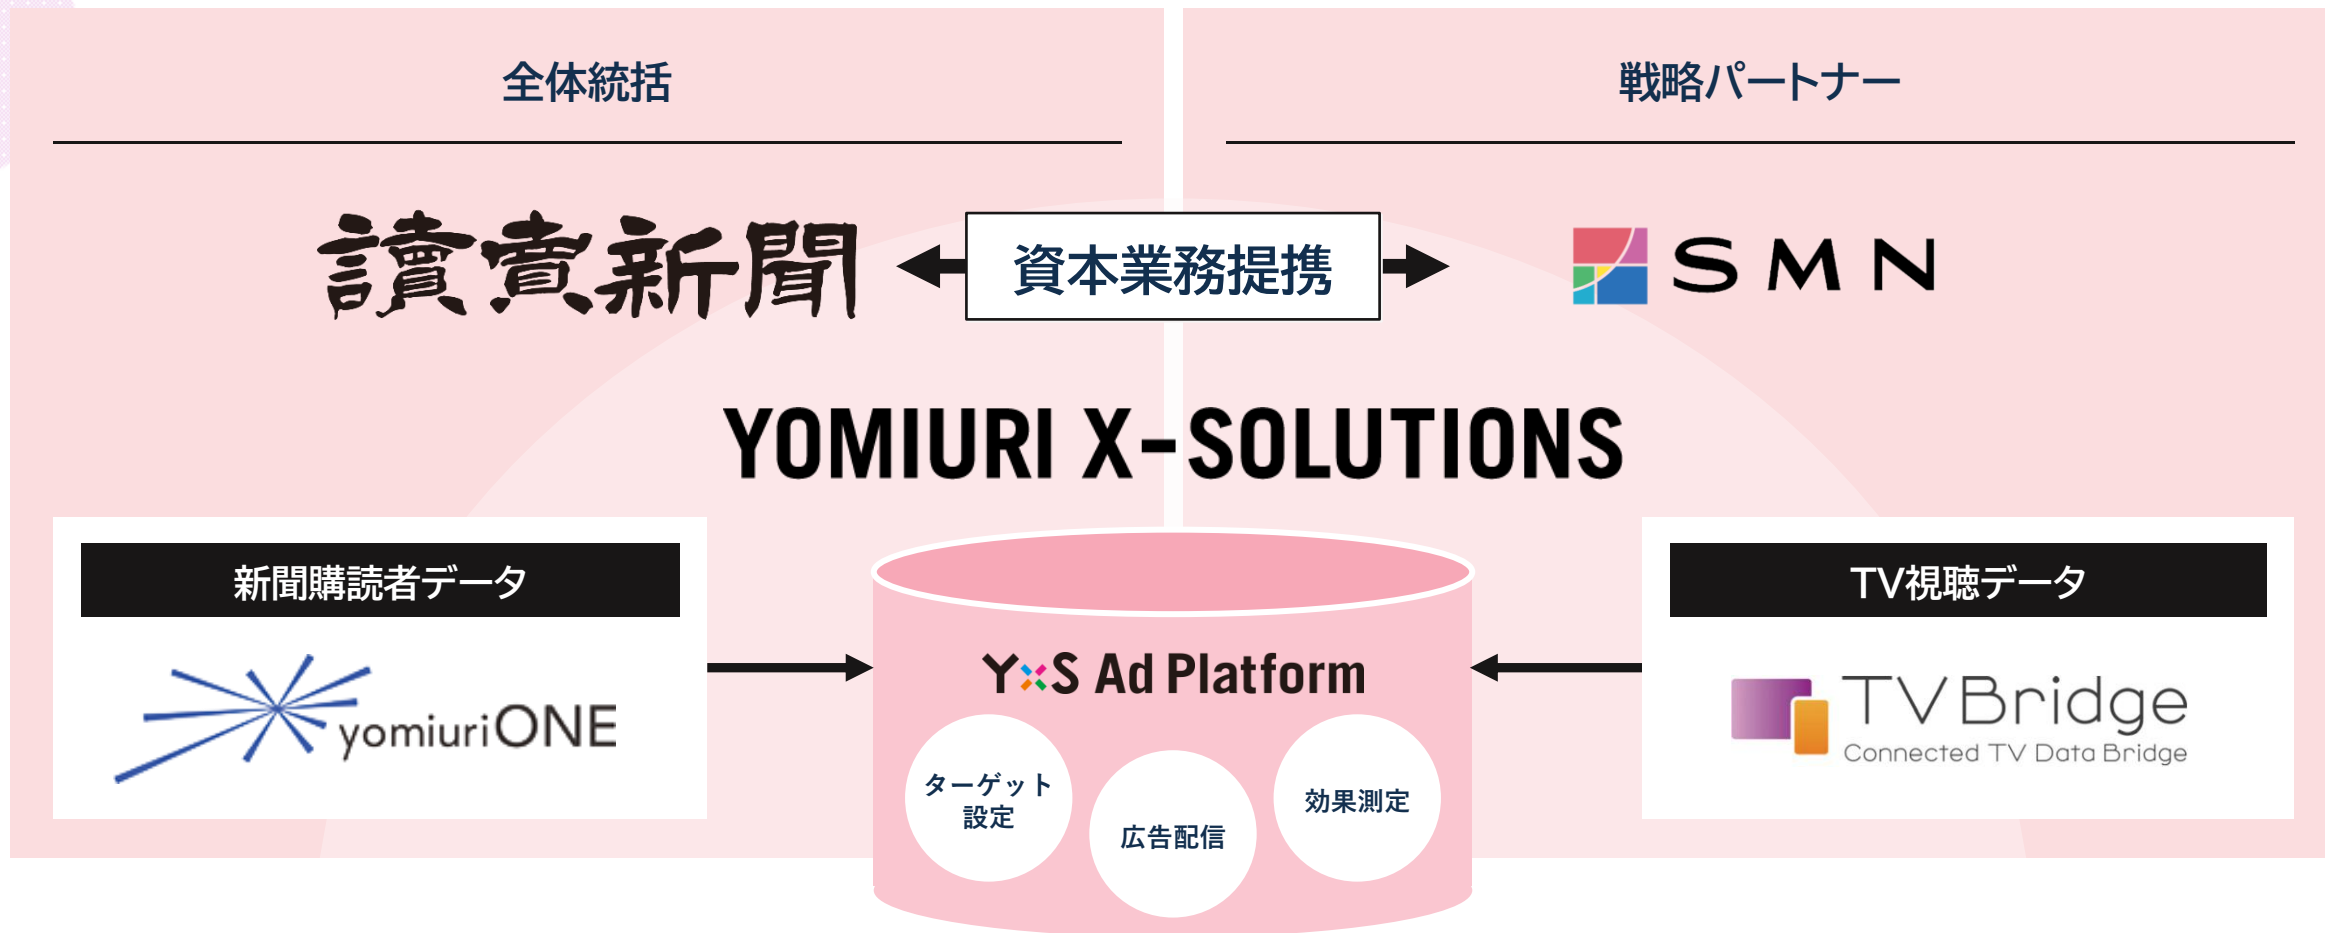 全体統括
戦略パートナー
讀賣新聞
資本業務提携
SMN
YOMIURI X-SOLUTIONS
新聞購読者データ
yomiuriONE
YxS Ad Platform
ターゲット
設定
広告配信
効果測定
TV視聴データ
TVBridge
Connected TV Data Bridge